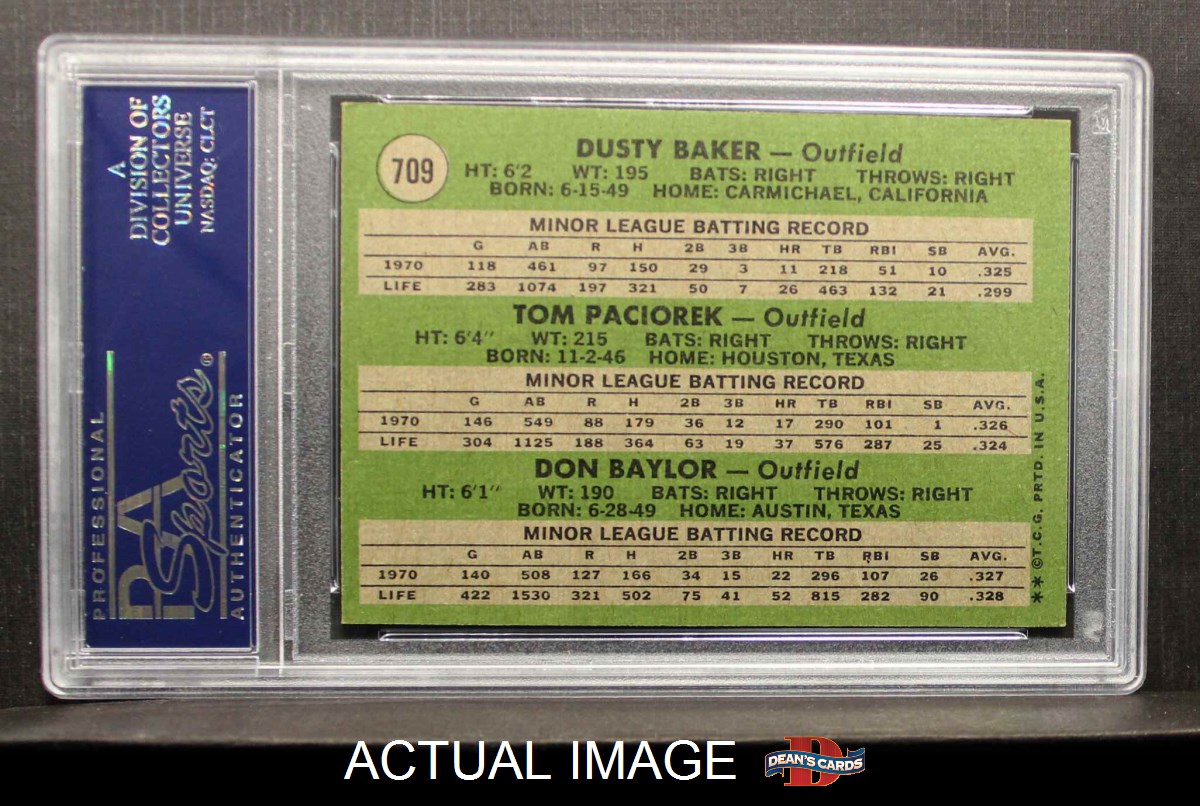 A
DIVISION OF
COLLECTORS
UNIVERSE
NASDAQ: CLCT
PROFESSIONAL
PSA
Sports®
AUTHENTICATOR
709
DUSTY BAKER — Outfield
HT: 6'2 WT: 195 BATS: RIGHT THROWS: RIGHT
BORN: 6-15-49 HOME: CARMICHAEL, CALIFORNIA
MINOR LEAGUE BATTING RECORD
G AB R H 2B 3B HR TB RBI SB AVG.
1970 118 461 97 150 29 3 11 218 51 10 .325
LIFE 283 1074 197 321 50 7 26 463 132 21 .299
TOM PACIOREK — Outfield
HT: 6'4" WT: 215 BATS: RIGHT THROWS: RIGHT
BORN: 11-2-46 HOME: HOUSTON, TEXAS
MINOR LEAGUE BATTING RECORD
G AB R H 2B 3B HR TB RBI SB AVG.
1970 146 549 88 179 36 12 17 290 101 1 .326
LIFE 304 1125 188 364 63 19 37 576 287 25 .324
DON BAYLOR — Outfield
HT: 6'1" WT: 190 BATS: RIGHT THROWS: RIGHT
BORN: 6-28-49 HOME: AUSTIN, TEXAS
MINOR LEAGUE BATTING RECORD
G AB R H 2B 3B HR TB RBI SB AVG.
1970 140 508 127 166 34 15 22 296 107 26 .327
LIFE 422 1530 321 502 75 41 52 815 282 90 .328
** ©T.C.G. PRTD. IN U.S.A.
ACTUAL IMAGE
D
DEAN'S CARDS